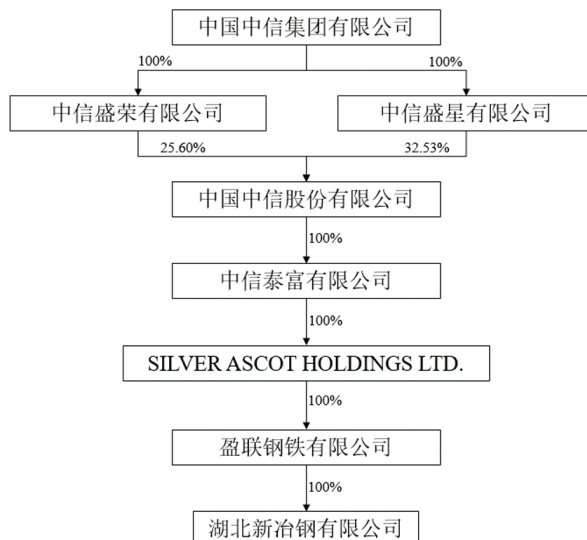 中国中信集团有限公司
100%
100%
中信盛荣有限公司
中信盛星有限公司
25.60%
32.53%
中国中信股份有限公司
100%
中信泰富有限公司
100%
SILVER ASCOT HOLDINGS LTD.
100%
盈联钢铁有限公司
100%
湖北新冶钢有限公司